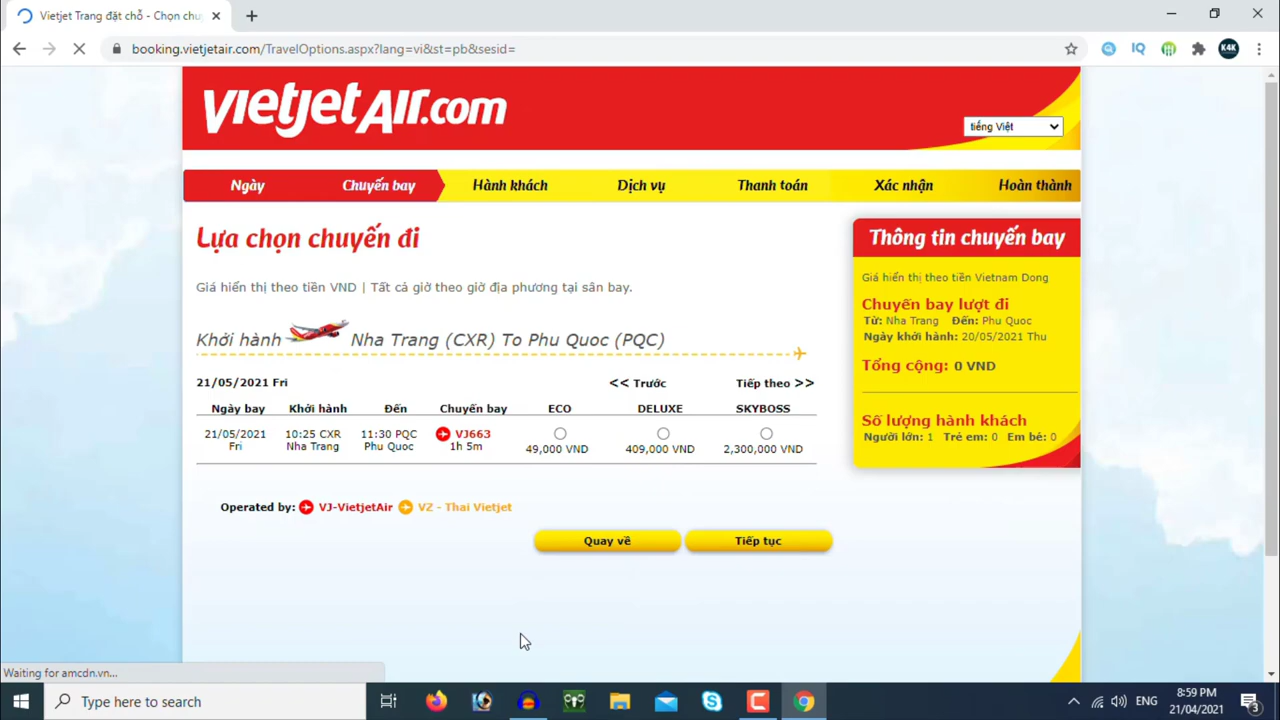 Vietjet Trang đặt chỗ - Chọn chu
booking.vietjetair.com/TravelOptions.aspx?lang=vi&st=pb&sesid=
IQ
K4K
vietjetAir.com
tiếng Việt
Ngày Chuyến bay Hành khách Dịch vụ Thanh toán Xác nhận Hoàn thành
Lựa chọn chuyến đi
Giá hiển thị theo tiền VND | Tất cả giờ theo giờ địa phương tại sân bay.
Khởi hành Nha Trang (CXR) To Phu Quoc (PQC)
21/05/2021 Fri << Trước Tiếp theo >>
Ngày bay Khởi hành Đến Chuyến bay ECO DELUXE SKYBOSS
21/05/2021 10:25 CXR 11:30 PQC VJ663
Fri Nha Trang Phu Quoc 1h 5m 49,000 VND 409,000 VND 2,300,000 VND
Operated by: VJ-VietjetAir VZ - Thai Vietjet
Quay về Tiếp tục
Thông tin chuyến bay
Giá hiển thị theo tiền Vietnam Dong
Chuyến bay lượt đi
Từ: Nha Trang Đến: Phu Quoc
Ngày khởi hành: 20/05/2021 Thu
Tổng cộng: 0 VND
Số lượng hành khách
Người lớn: 1 Trẻ em: 0 Em bé: 0
Waiting for amcdn.vn...
Type here to search
ENG
8:59 PM
21/04/2021
3